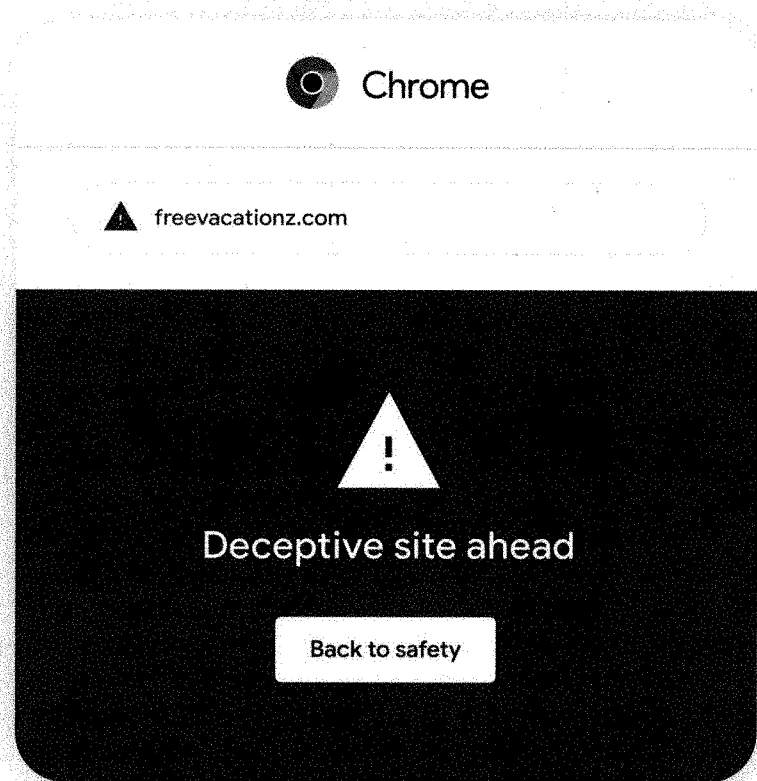 Chrome
freevacationz.com
!
Deceptive site ahead
Back to safety